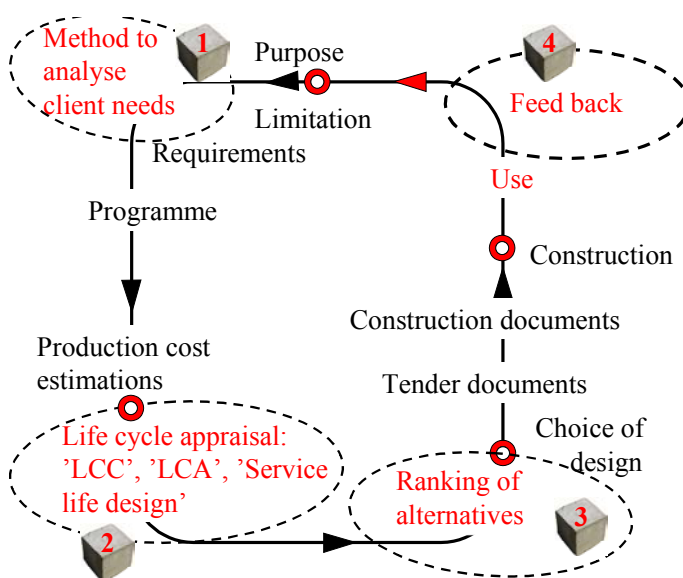 1
Method to
analyse
client needs
Purpose
Limitation
4
Feed back
Requirements
Use
Programme
Construction
Construction documents
Production cost
estimations
Tender documents
Choice of
design
Life cycle appraisal:
’LCC’, ’LCA’, ’Service
life design’
Ranking of
alternatives
3
2